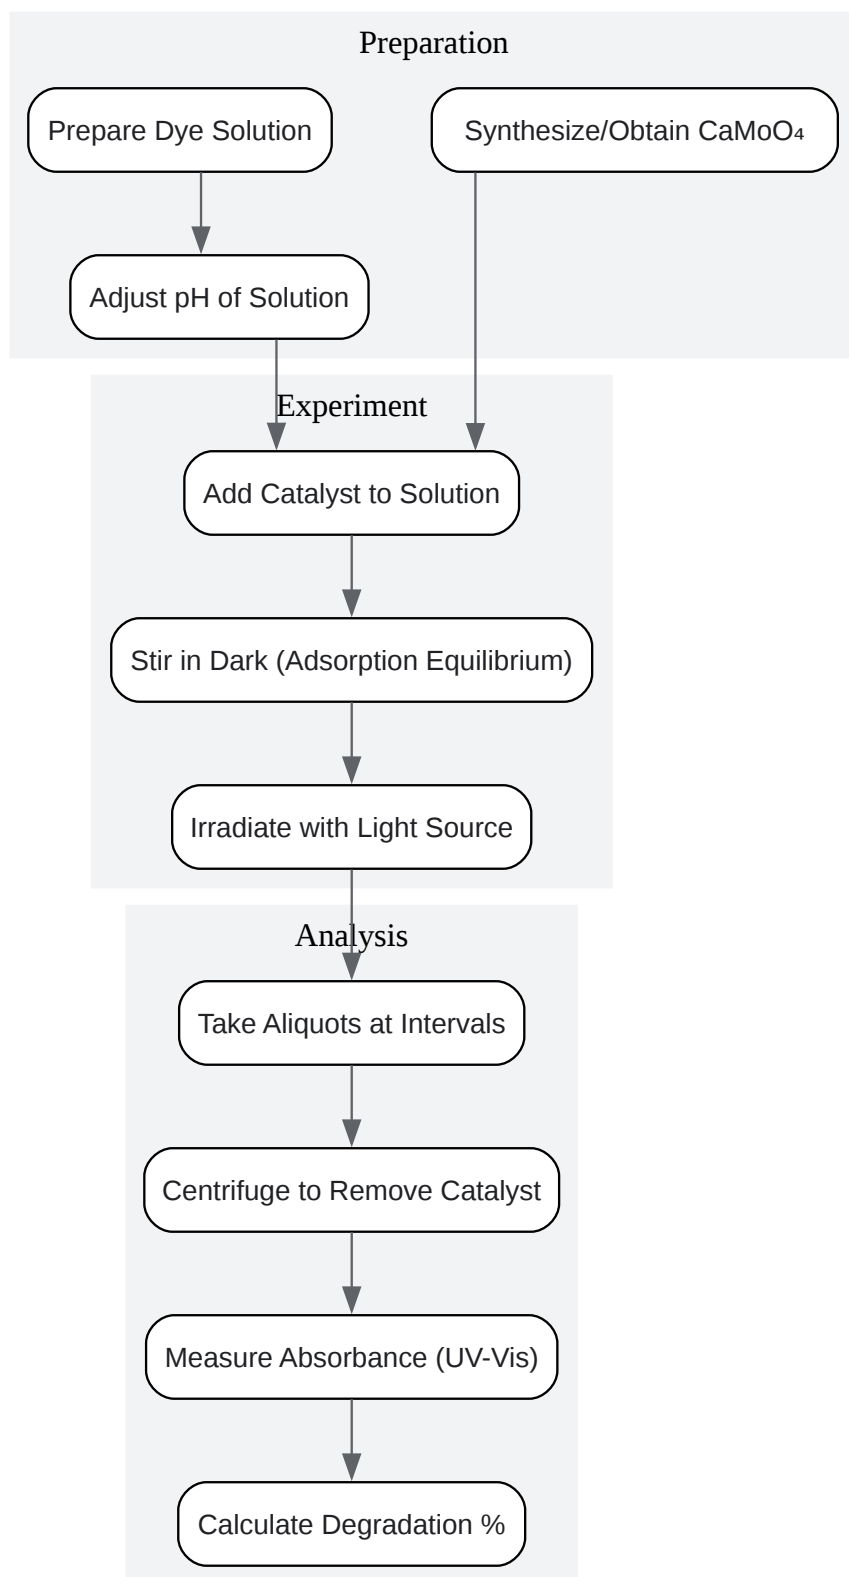 Preparation
Prepare Dye Solution
Synthesize/Obtain CaMoO₄
Adjust pH of Solution
Experiment
Add Catalyst to Solution
Stir in Dark (Adsorption Equilibrium)
Irradiate with Light Source
Analysis
Take Aliquots at Intervals
Centrifuge to Remove Catalyst
Measure Absorbance (UV-Vis)
Calculate Degradation %